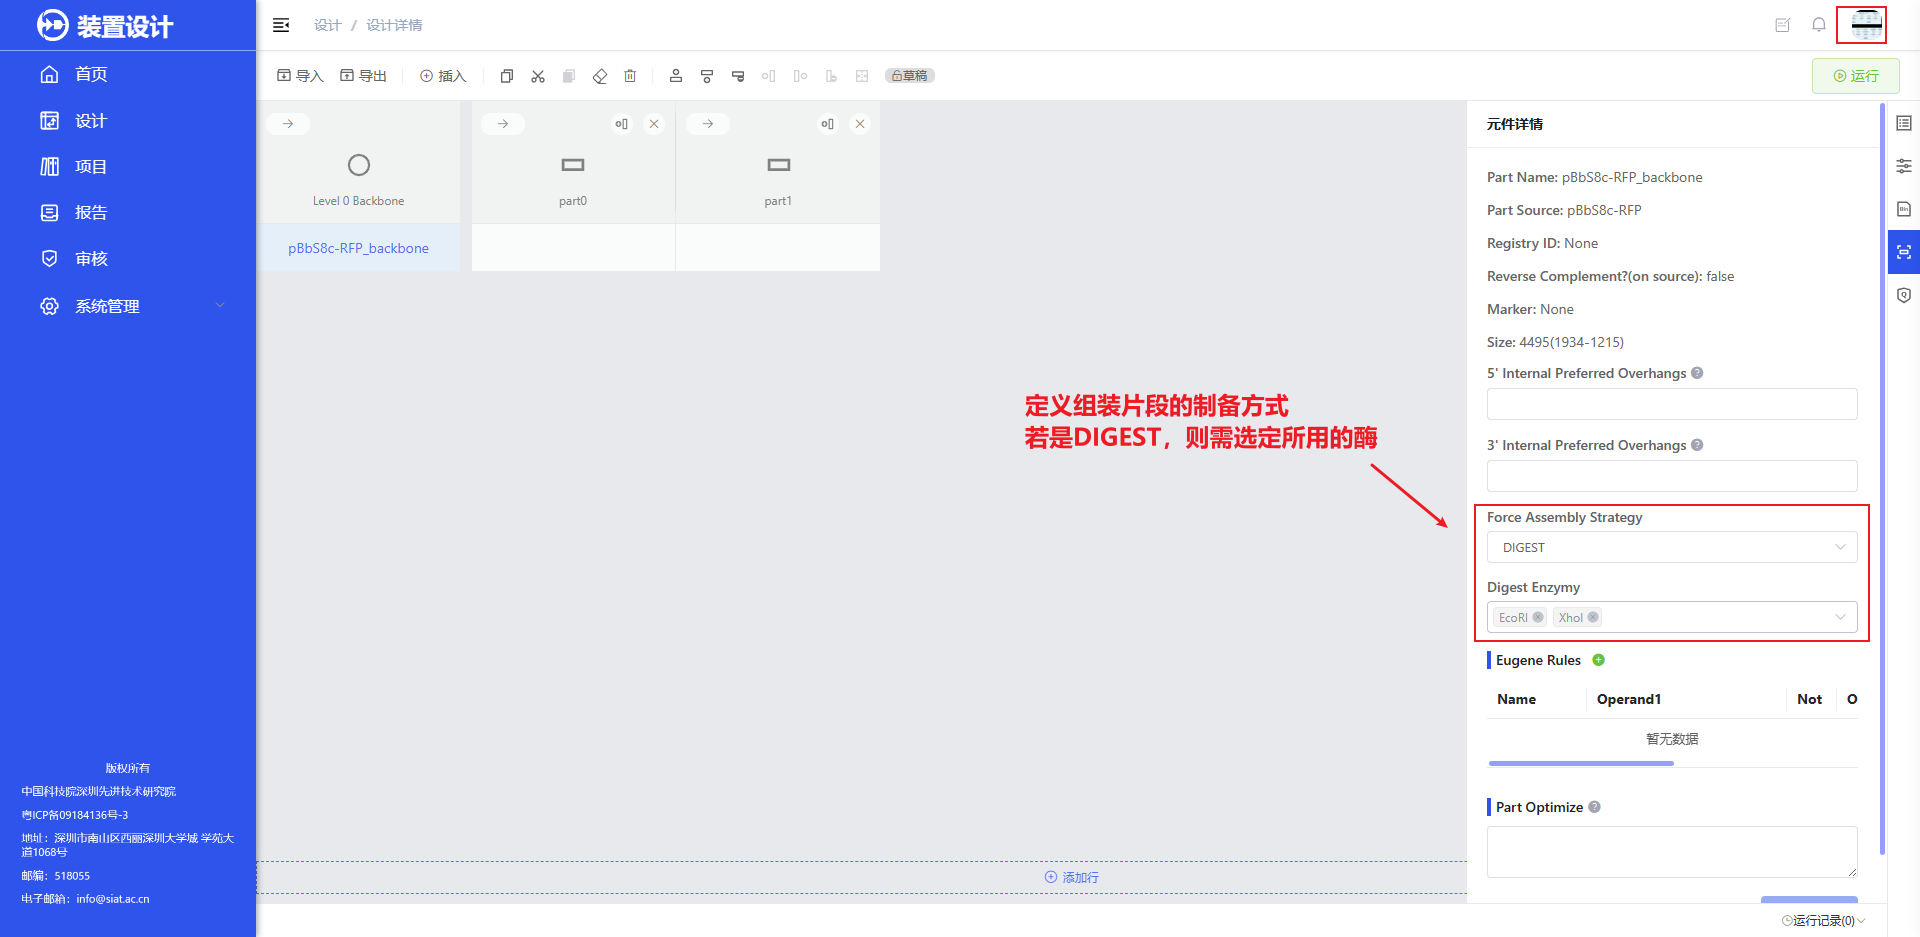 装置设计
首页
设计
项目
报告
审核
系统管理
版权所有
中国科技院深圳先进技术研究院
粤ICP备09184136号-3
地址：深圳市南山区西丽深圳大学城 学苑大
道1068号
邮编：518055
电子邮箱：info@siat.ac.cn
设计 / 设计详情
导入 导出 插入 草稿 运行
Level 0 Backbone part0 part1
pBbS8c-RFP_backbone
定义组装片段的制备方式
若是DIGEST，则需选定所用的酶
添加行
元件详情
Part Name: pBbS8c-RFP_backbone
Part Source: pBbS8c-RFP
Registry ID: None
Reverse Complement?(on source): false
Marker: None
Size: 4495(1934-1215)
5' Internal Preferred Overhangs
3' Internal Preferred Overhangs
Force Assembly Strategy
DIGEST
Digest Enzymy
EcoRI XhoI
Eugene Rules
Name Operand1 Not O
暂无数据
Part Optimize
运行记录(0)